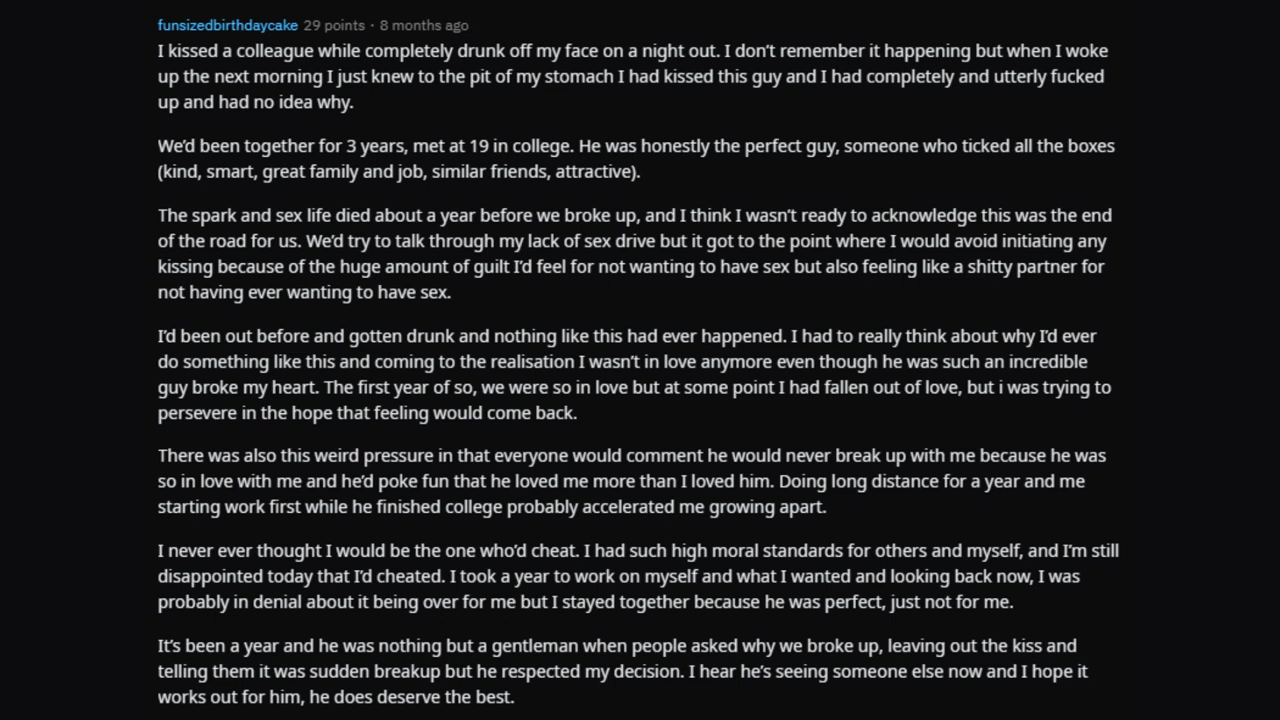 funsizedbirthdaycake 29 points · 8 months ago
I kissed a colleague while completely drunk off my face on a night out. I don't remember it happening but when I woke
up the next morning I just knew to the pit of my stomach I had kissed this guy and I had completely and utterly fucked
up and had no idea why.
We'd been together for 3 years, met at 19 in college. He was honestly the perfect guy, someone who ticked all the boxes
(kind, smart, great family and job, similar friends, attractive).
The spark and sex life died about a year before we broke up, and I think I wasn't ready to acknowledge this was the end
of the road for us. We'd try to talk through my lack of sex drive but it got to the point where I would avoid initiating any
kissing because of the huge amount of guilt I'd feel for not wanting to have sex but also feeling like a shitty partner for
not having ever wanting to have sex.
I'd been out before and gotten drunk and nothing like this had ever happened. I had to really think about why I'd ever
do something like this and coming to the realisation I wasn't in love anymore even though he was such an incredible
guy broke my heart. The first year of so, we were so in love but at some point I had fallen out of love, but i was trying to
persevere in the hope that feeling would come back.
There was also this weird pressure in that everyone would comment he would never break up with me because he was
so in love with me and he'd poke fun that he loved me more than I loved him. Doing long distance for a year and me
starting work first while he finished college probably accelerated me growing apart.
I never ever thought I would be the one who'd cheat. I had such high moral standards for others and myself, and I'm still
disappointed today that I'd cheated. I took a year to work on myself and what I wanted and looking back now, I was
probably in denial about it being over for me but I stayed together because he was perfect, just not for me.
It's been a year and he was nothing but a gentleman when people asked why we broke up, leaving out the kiss and
telling them it was sudden breakup but he respected my decision. I hear he's seeing someone else now and I hope it
works out for him, he does deserve the best.